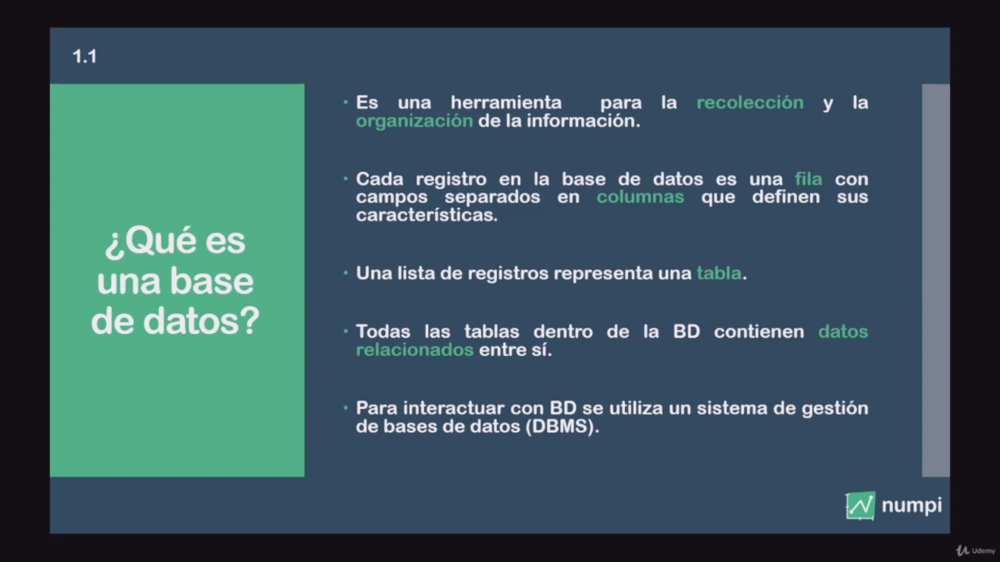 1.1
¿Qué es
una base
de datos?
Es una herramienta para la recolección y la
organización de la información.
Cada registro en la base de datos es una fila con
campos separados en columnas que definen sus
características.
Una lista de registros representa una tabla.
Todas las tablas dentro de la BD contienen datos
relacionados entre sí.
Para interactuar con BD se utiliza un sistema de gestión
de bases de datos (DBMS).
numpi
Udemy